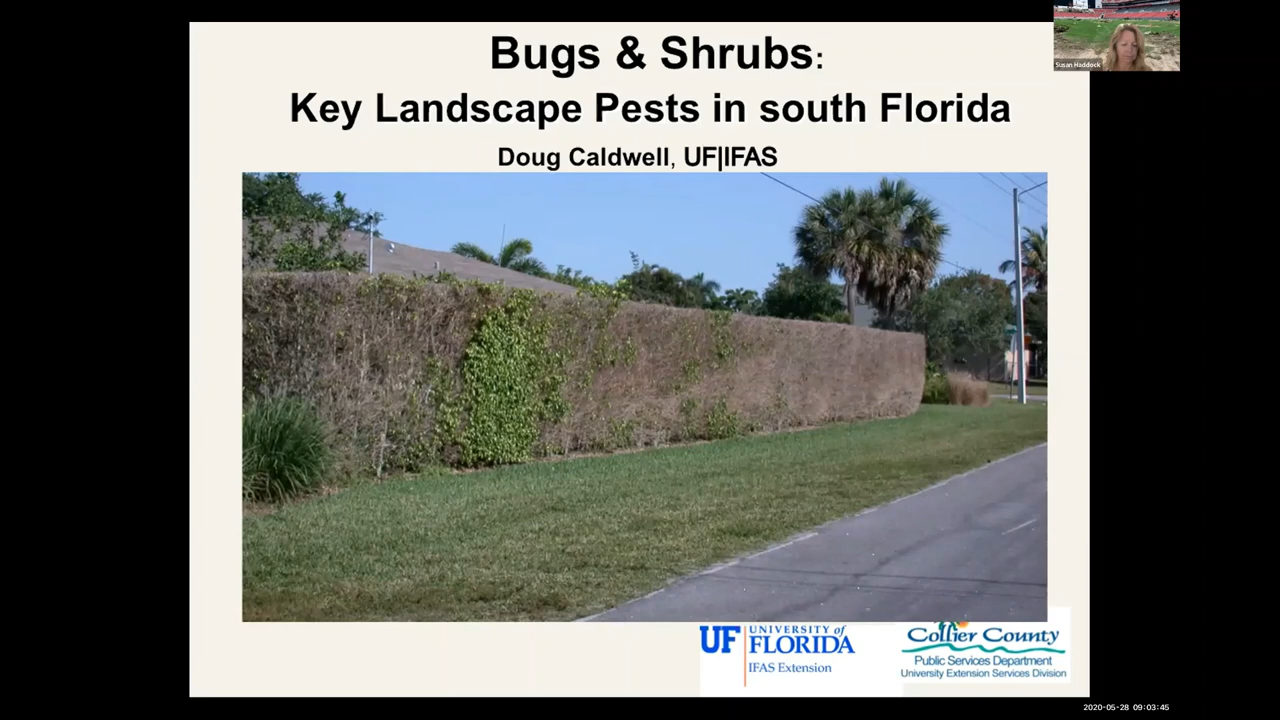 Bugs & Shrubs:
Key Landscape Pests in south Florida
Doug Caldwell, UF|IFAS
Susan Haddock
UF UNIVERSITY of FLORIDA
IFAS Extension
Collier County
Public Services Department
University Extension Services Division
2020-05-28 09:03:45